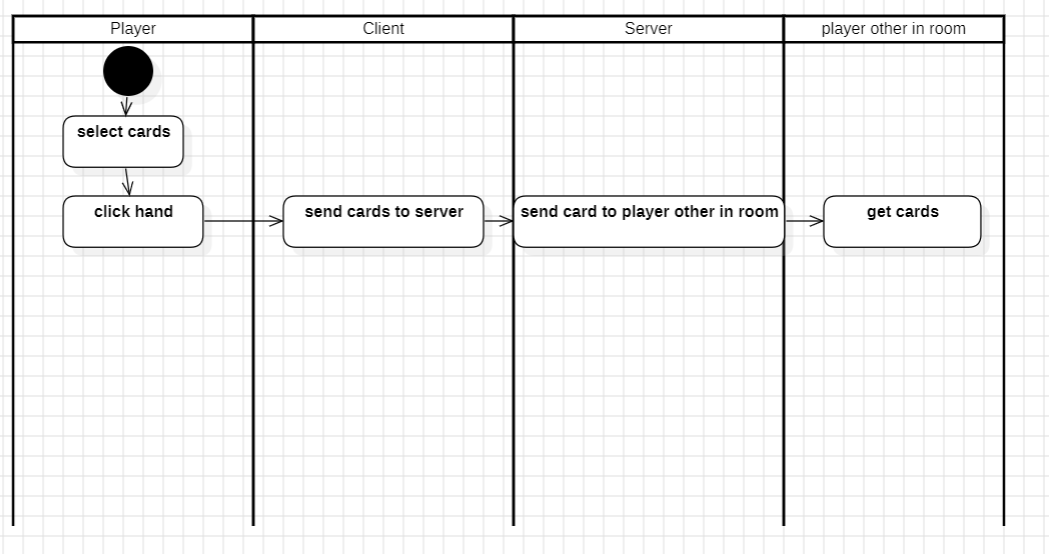 Player
Client
Server
player other in room
select cards
click hand
send cards to server
send card to player other in room
get cards